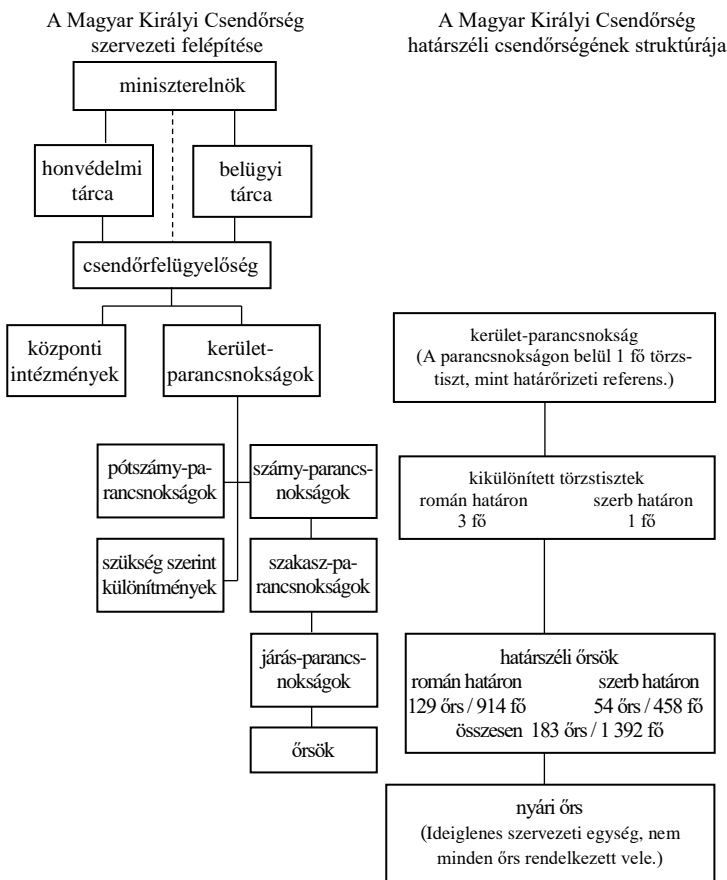 A Magyar Királyi Csendőrség
szervezeti felépítése
miniszterelnök
honvédelmi
tárca
belügyi
tárca
csendőrfelügyelőség
központi
intézmények
kerület-
parancsnokságok
pótszárny-pa-
rancsnokságok
szárny-parancs-
nokságok
szükség szerint
különítmények
szakasz-pa-
rancsnokságok
járás-parancs-
nokságok
őrsök
A Magyar Királyi Csendőrség
határszéli csendőrségének struktúrája
kerület-parancsnokság
(A parancsnokságon belül 1 fő törzs-
tiszt, mint határőrizeti referens.)
kikülönített törzstisztek
román határon szerb határon
3 fő 1 fő
határszéli őrsök
román határon szerb határon
129 őrs / 914 fő 54 őrs / 458 fő
összesen 183 őrs / 1 392 fő
nyári őrs
(Ideiglenes szervezeti egység, nem
minden őrs rendelkezett vele.)